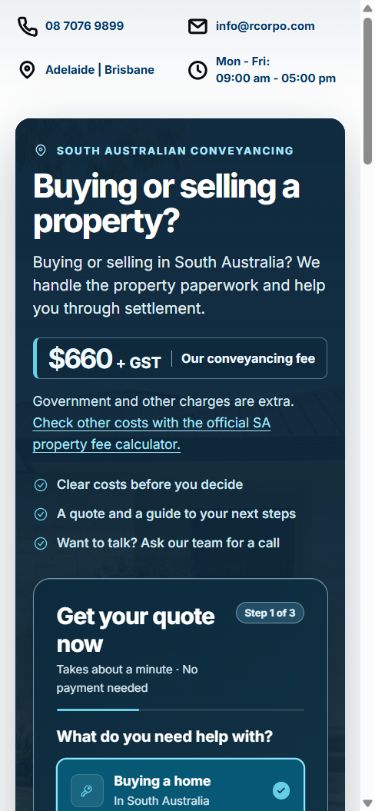 08 7076 9899
info@rcorpo.com
Adelaide | Brisbane
Mon - Fri:
09:00 am - 05:00 pm
SOUTH AUSTRALIAN CONVEYANCING
Buying or selling a
property?
Buying or selling in South Australia? We
handle the property paperwork and help
you through settlement.
$660 + GST | Our conveyancing fee
Government and other charges are extra.
Check other costs with the official SA
property fee calculator.
Clear costs before you decide
A quote and a guide to your next steps
Want to talk? Ask our team for a call
Get your quote
now
Step 1 of 3
Takes about a minute · No
payment needed
What do you need help with?
Buying a home
In South Australia